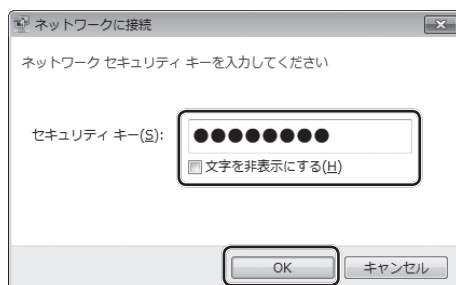 ネットワークに接続
ネットワーク セキュリティ キーを入力してください
セキュリティ キー(S):
●●●●●●●●
文字を非表示にする(H)
OK
キャンセル